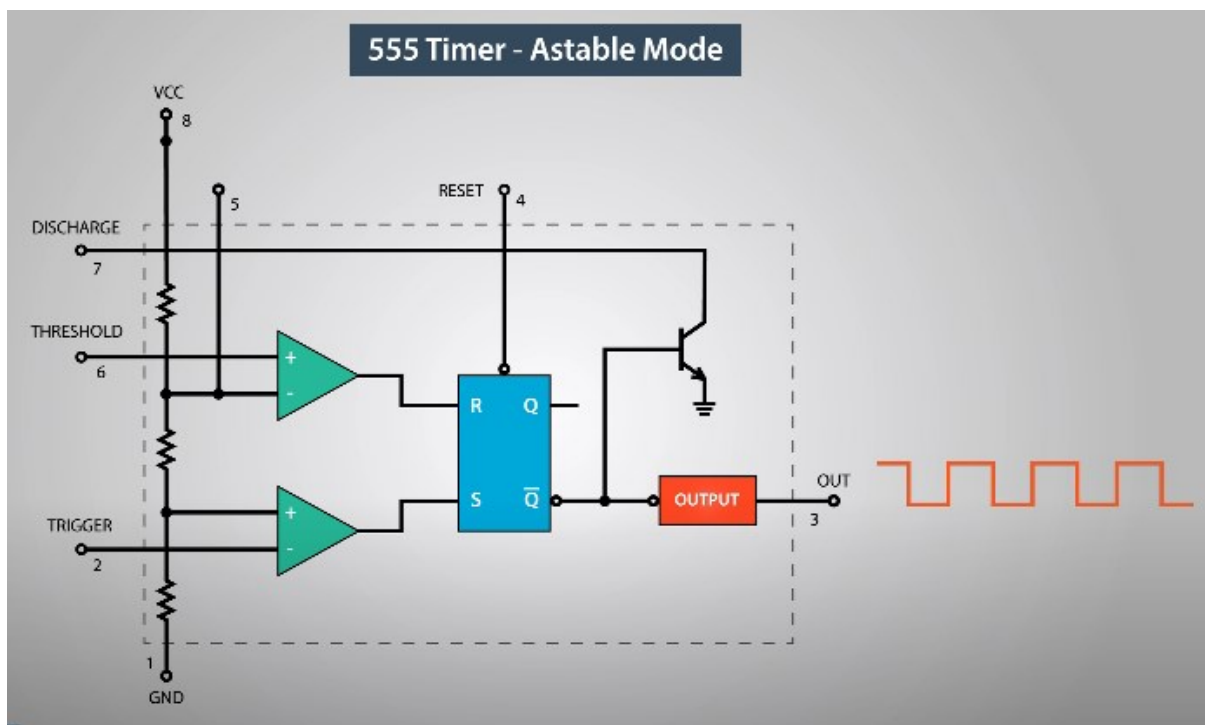 555 Timer - Astable Mode
VCC
8
5
RESET
4
DISCHARGE
7
THRESHOLD
6
+
-
R
Q
S
Q̅
+
-
TRIGGER
2
OUTPUT
OUT
3
1
GND